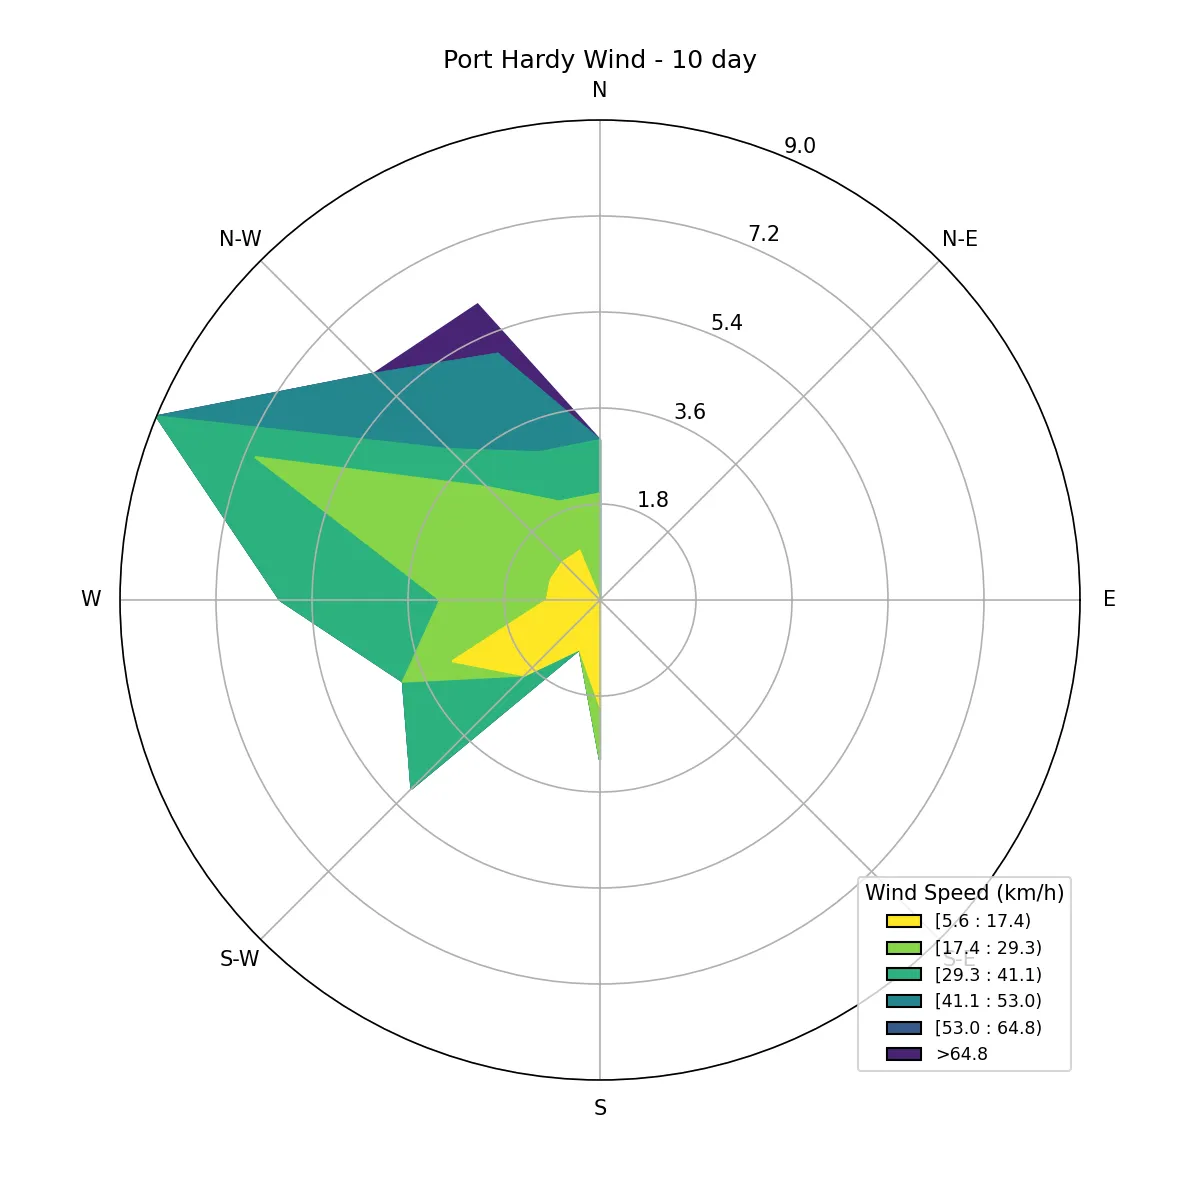 Port Hardy Wind - 10 day
N
9.0
N-W
N-E
7.2
5.4
3.6
1.8
W
E
Wind Speed (km/h)
[5.6 : 17.4)
[17.4 : 29.3)
S-W
S-E
[29.3 : 41.1)
[41.1 : 53.0)
[53.0 : 64.8)
>64.8
S